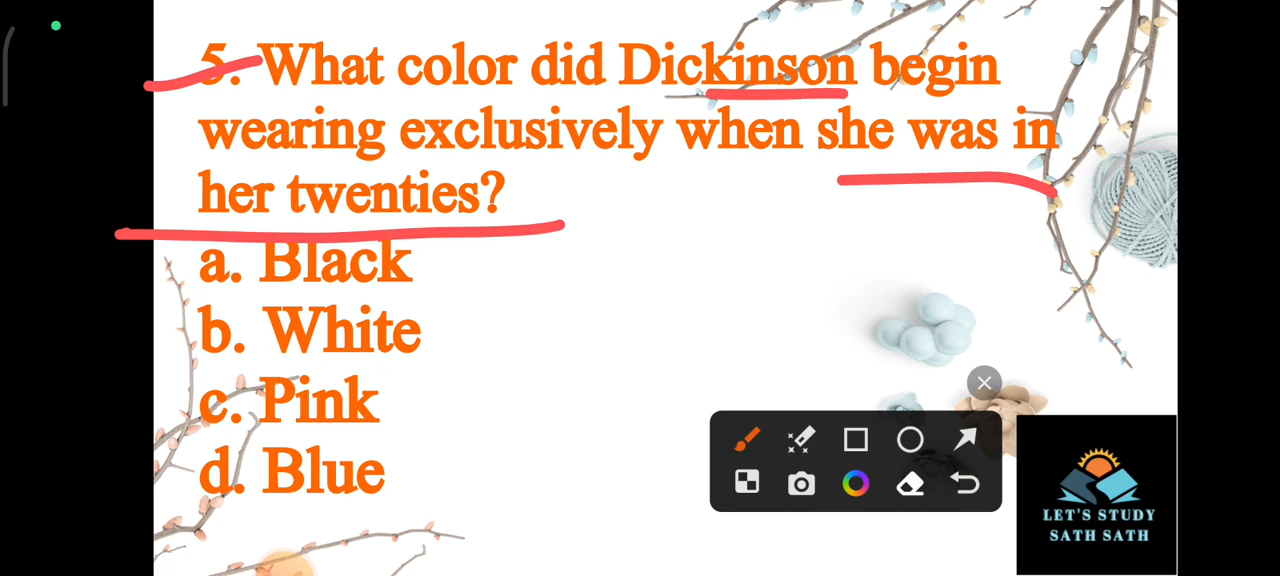 5. What color did Dickinson begin
wearing exclusively when she was in
her twenties?
a. Black
b. White
c. Pink
d. Blue
LET'S STUDY
SATH SATH